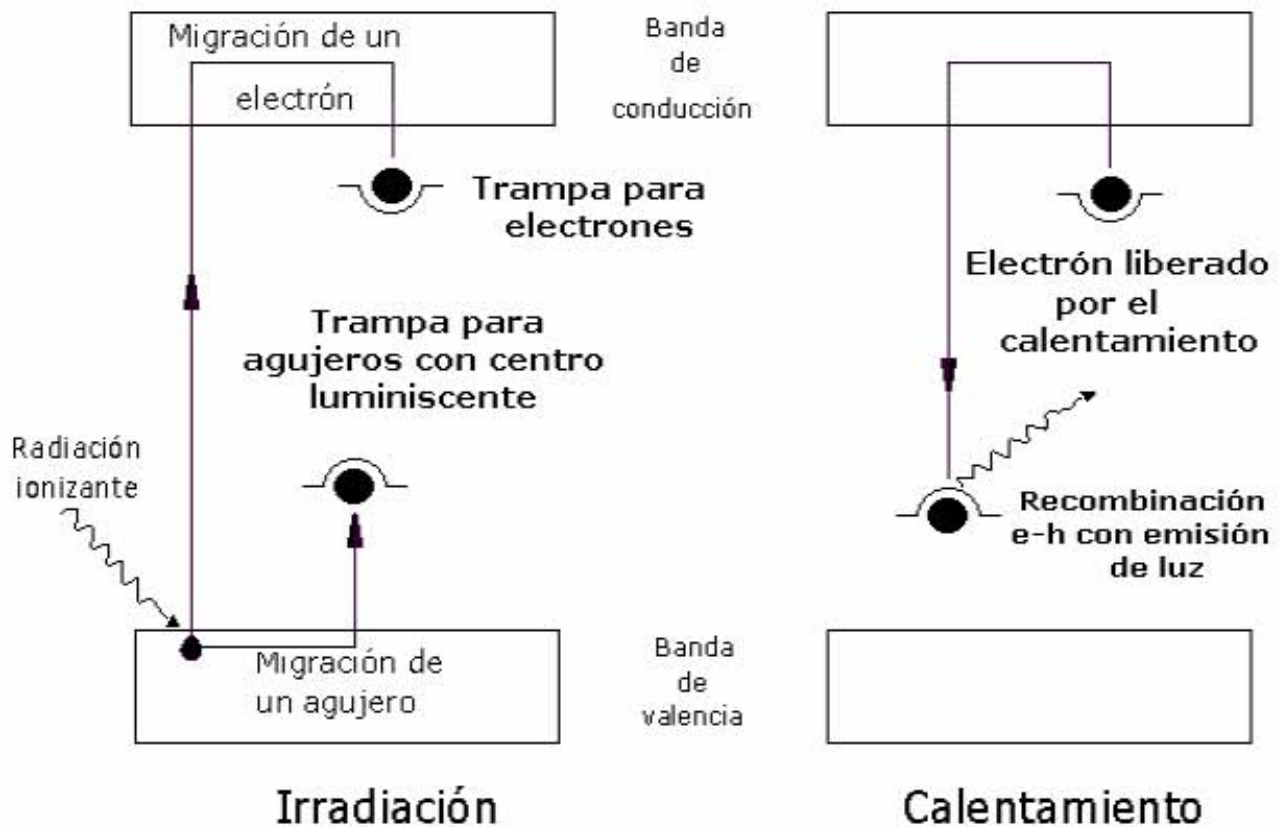 Migración de un
electrón
Banda
de
conducción
Trampa para
electrones
Trampa para
agujeros con centro
luminiscente
Radiación
ionizante
Migración de
un agujero
Irradiación
Electrón liberado
por el
calentamiento
Recombinación
e-h con emisión
de luz
Banda
de
valencia
Calentamiento